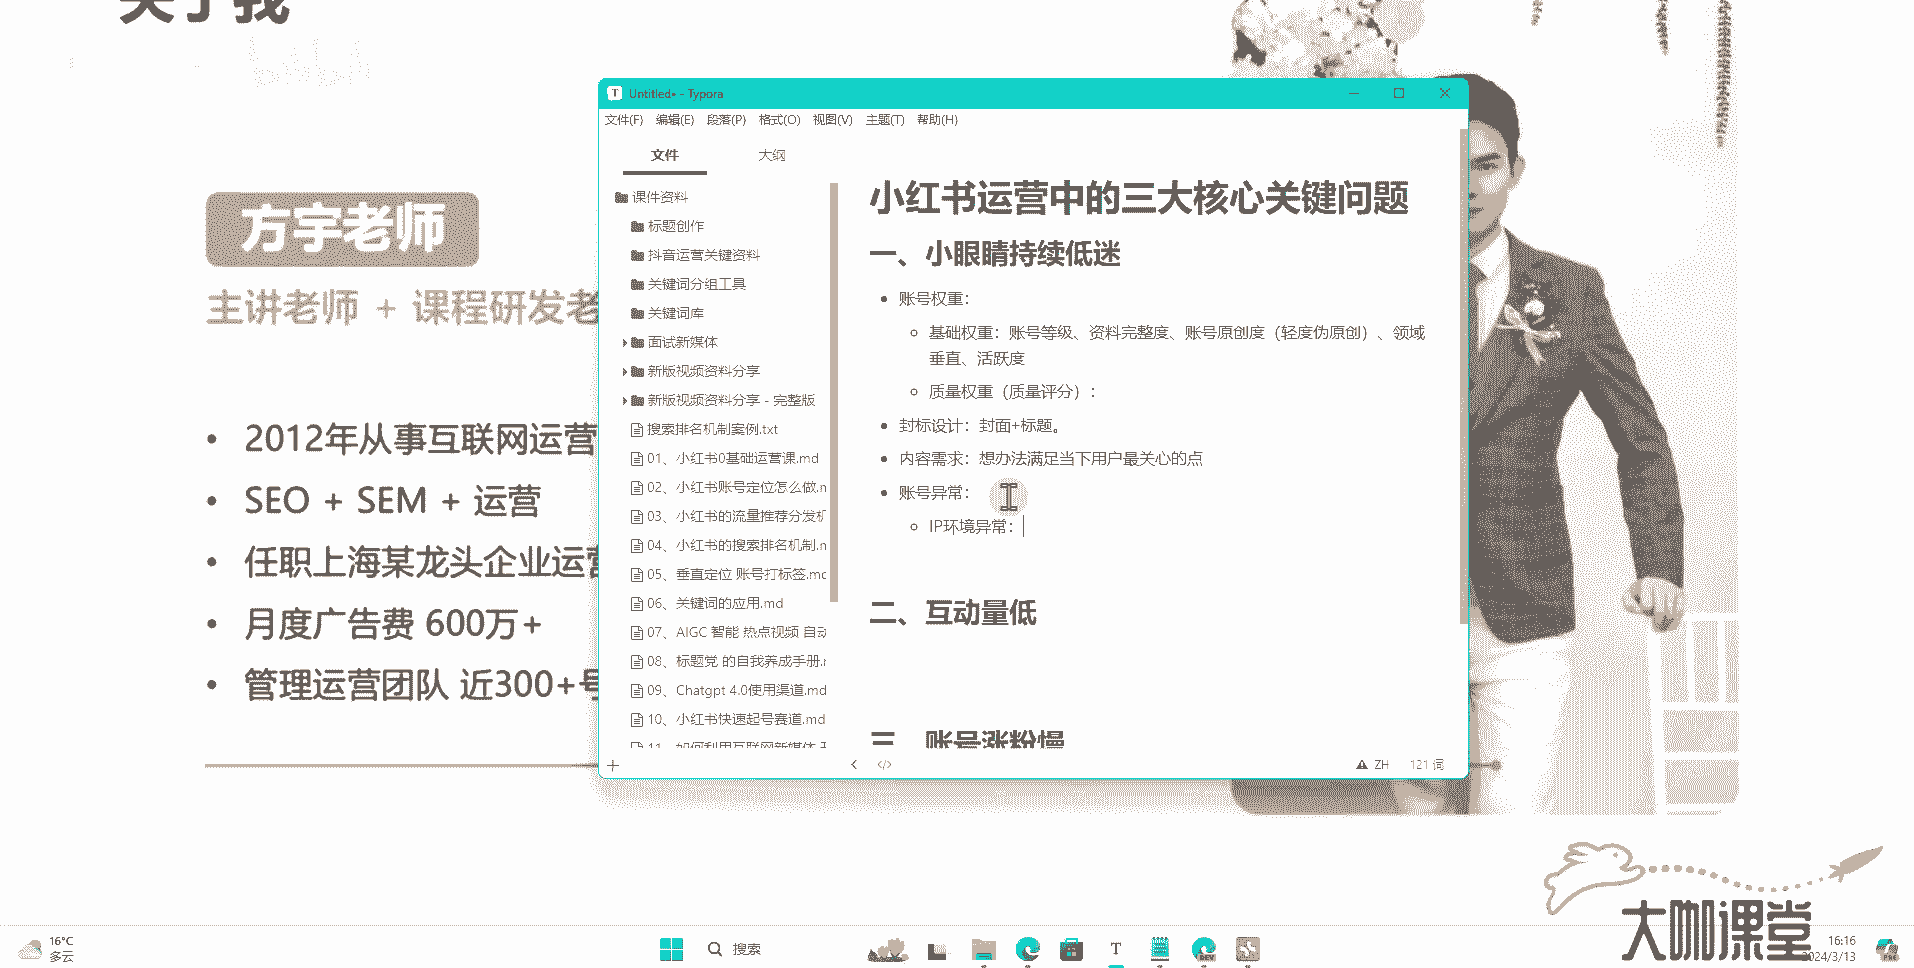 关于我
方宇老师
主讲老师 + 课程研发老
• 2012年从事互联网运营
• SEO + SEM + 运营
• 任职上海某龙头企业运营
• 月度广告费 600万+
• 管理运营团队 近300+号
Untitled• - Typora
文件(F) 编辑(E) 段落(P) 格式(O) 视图(V) 主题(T) 帮助(H)
文件 大纲
课件资料
标题创作
抖音运营关键资料
关键词分组工具
关键词库
面试新媒体
新版视频资料分享
新版视频资料分享 - 完整版
搜索排名机制案例.txt
01、小红书0基础运营课.md
02、小红书账号定位怎么做.m
03、小红书的流量推荐分发机
04、小红书的搜索排名机制.m
05、垂直定位 账号打标签.md
06、关键词的应用.md
07、AIGC 智能 热点视频 自动
08、标题党 的自我养成手册.m
09、Chatgpt 4.0使用渠道.md
10、小红书快速起号赛道.md
11、如何利用互联网新媒体
小红书运营中的三大核心关键问题
一、小眼睛持续低迷
• 账号权重：
基础权重：账号等级、资料完整度、账号原创度（轻度伪原创）、领域
垂直、活跃度
质量权重（质量评分）：
• 封标设计：封面+标题。
• 内容需求：想办法满足当下用户最关心的点
• 账号异常：
IP环境异常：
二、互动量低
三、账号涨粉慢
ZH 121 词
大咖课堂
16°C
多云
搜索
16:16
2024/3/13